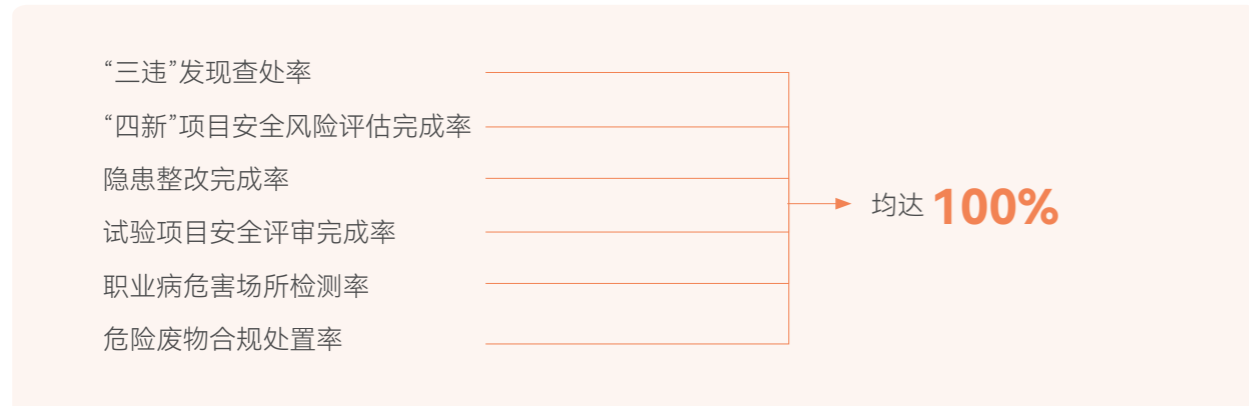 “三违”发现查处率
“四新”项目安全风险评估完成率
隐患整改完成率
试验项目安全评审完成率
职业病危害场所检测率
危险废物合规处置率
均达 100%